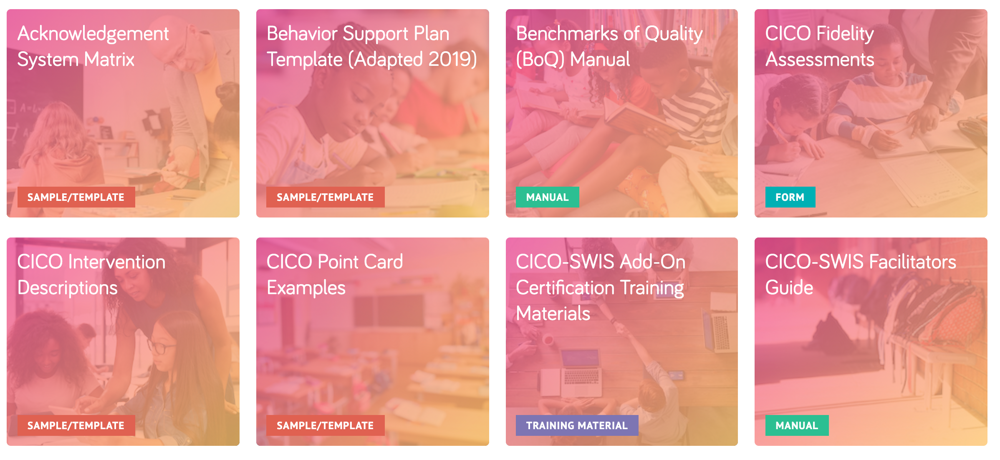 Acknowledgement
System Matrix
SAMPLE/TEMPLATE
Behavior Support Plan
Template (Adapted 2019)
SAMPLE/TEMPLATE
Benchmarks of Quality
(BoQ) Manual
MANUAL
CICO Fidelity
Assessments
FORM
CICO Intervention
Descriptions
SAMPLE/TEMPLATE
CICO Point Card
Examples
SAMPLE/TEMPLATE
CICO-SWIS Add-On
Certification Training
Materials
TRAINING MATERIAL
CICO-SWIS Facilitators
Guide
MANUAL